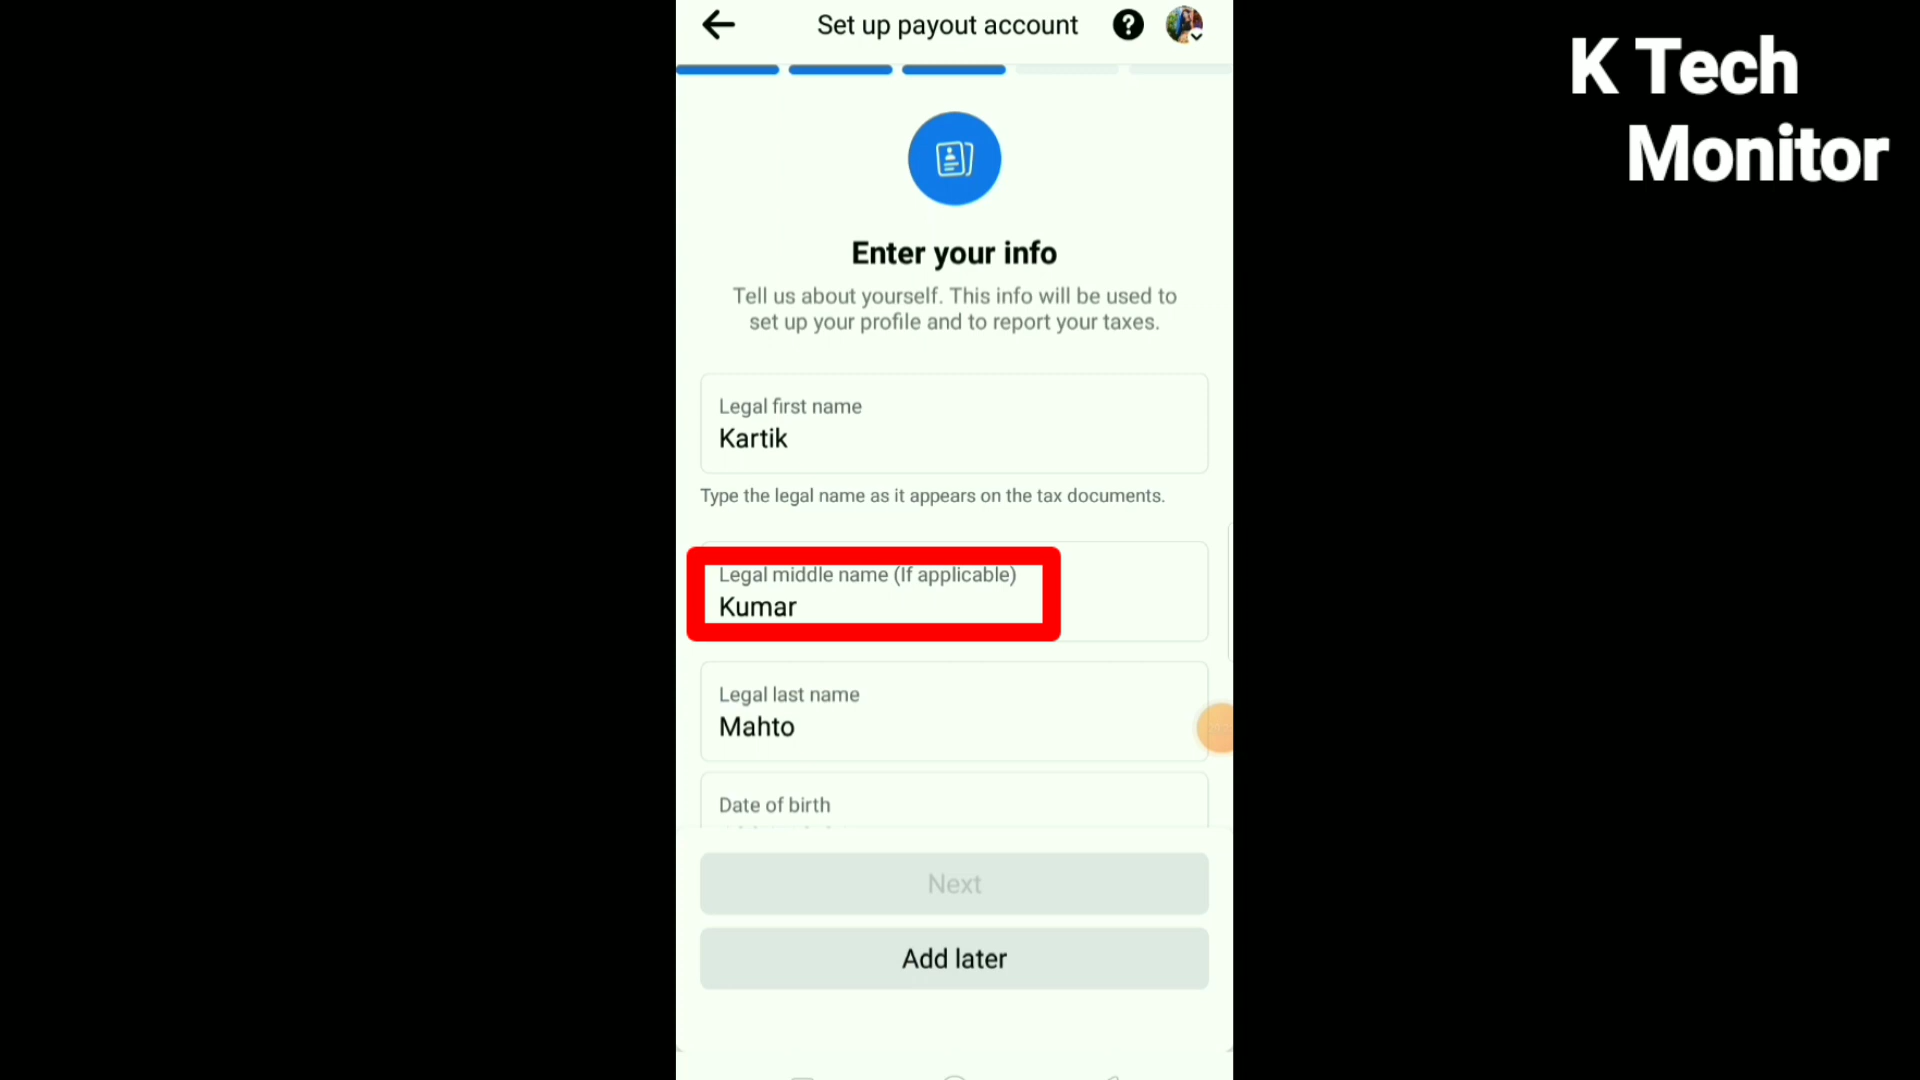 Set up payout account
K Tech
Monitor
Enter your info
Tell us about yourself. This info will be used to
set up your profile and to report your taxes.
Legal first name
Kartik
Type the legal name as it appears on the tax documents.
Legal middle name (If applicable)
Kumar
Legal last name
Mahto
Date of birth
Next
Add later